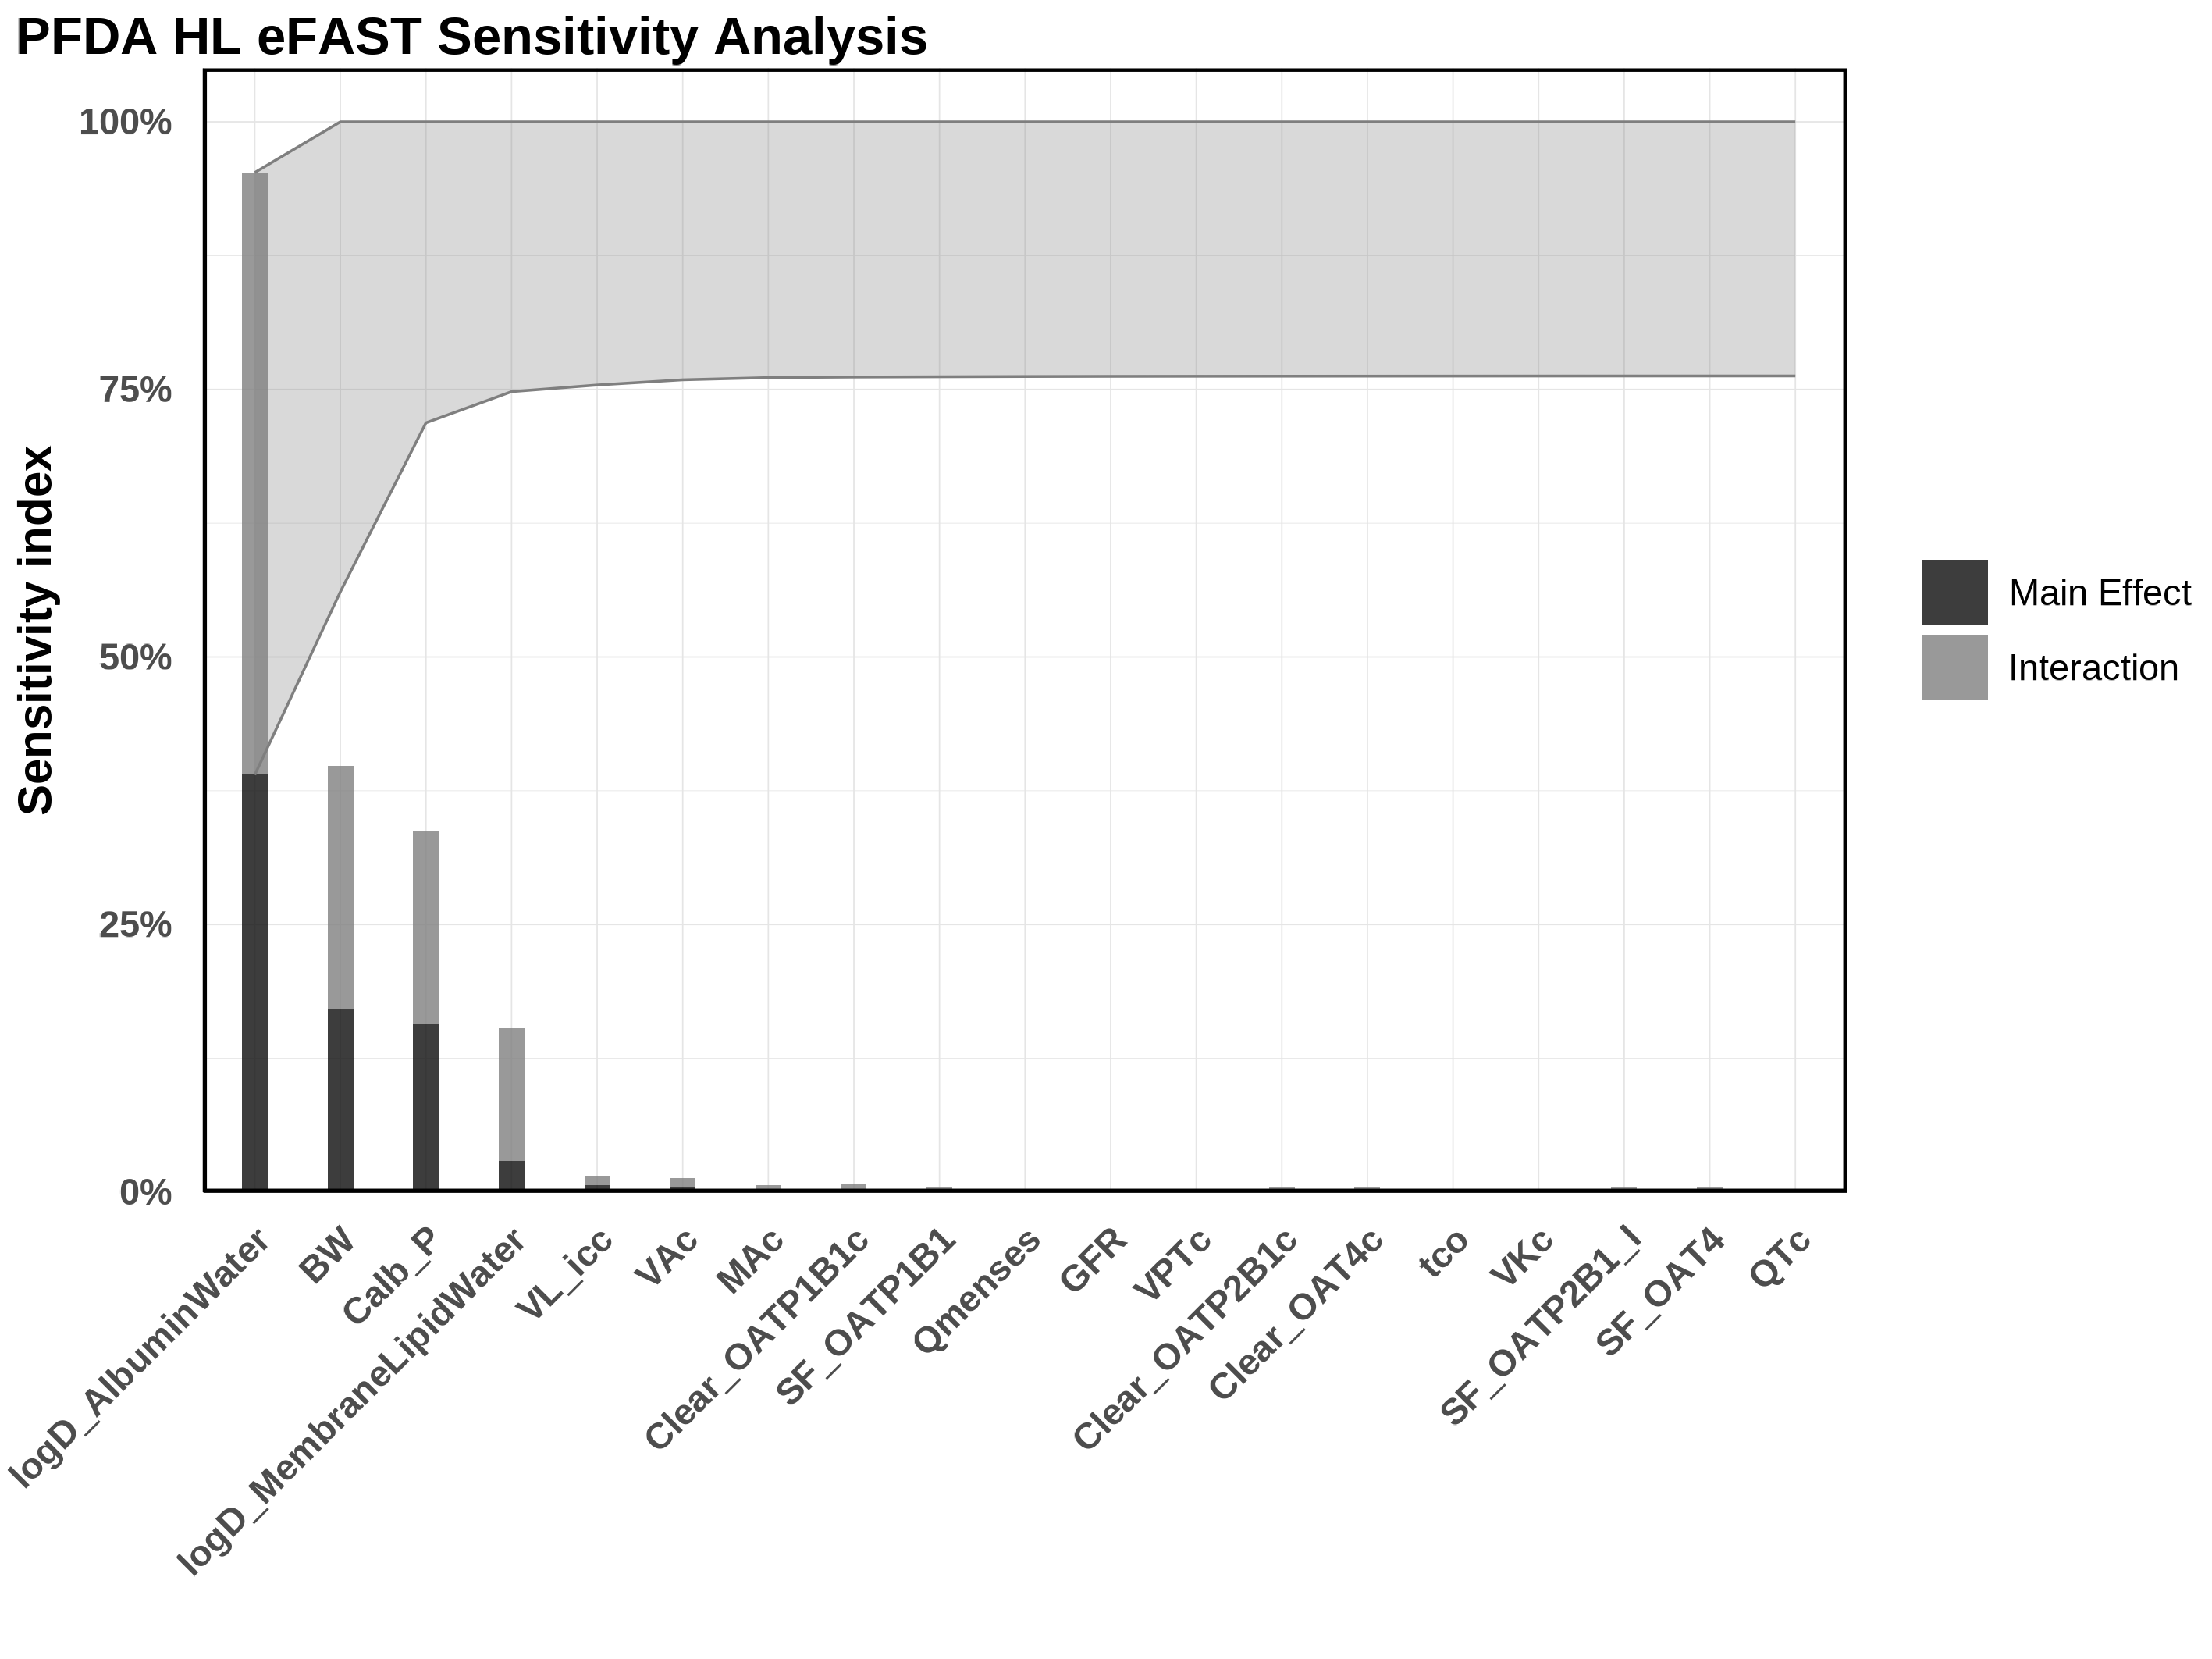 PFDA HL eFAST Sensitivity Analysis
Sensitivity index
100%
75%
50%
25%
0%
logD_AlbuminWater
BW
Calb_P
logD_MembraneLipidWater
VL_icc
VAc
MAc
Clear_OATP1B1c
SF_OATP1B1
Qmenses
GFR
VPTc
Clear_OATP2B1c
Clear_OAT4c
tco
VKc
SF_OATP2B1_l
SF_OAT4
QTc
Main Effect
Interaction